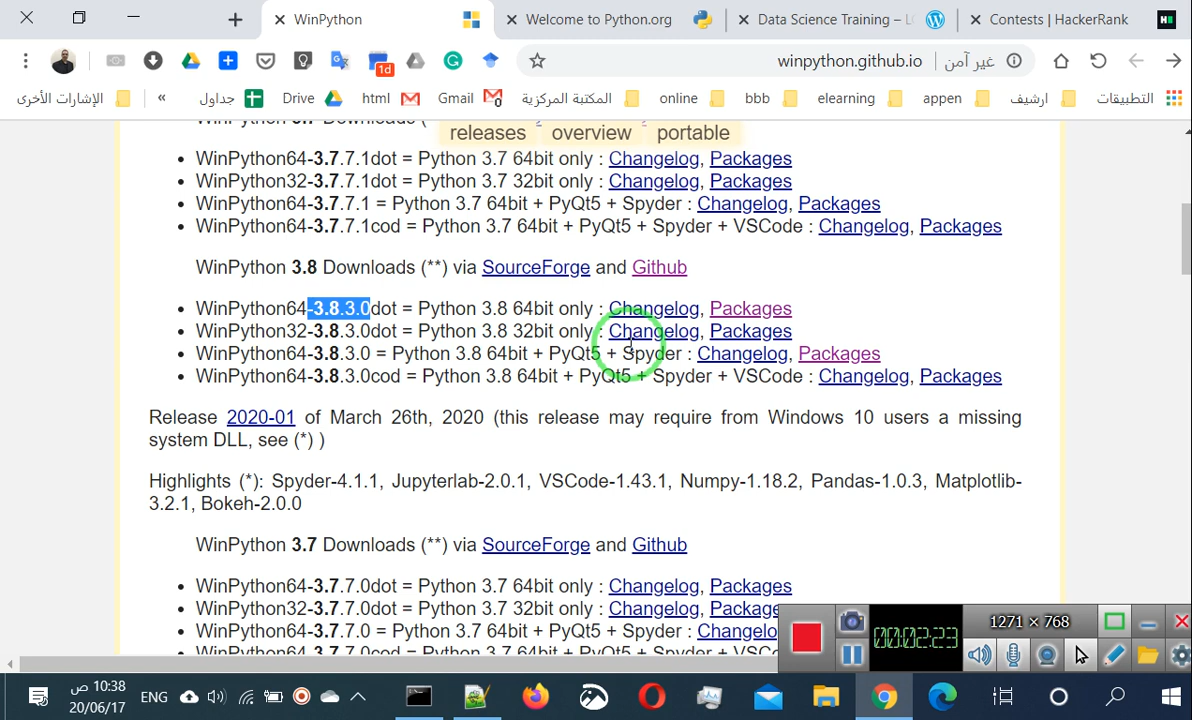 WinPython
Welcome to Python.org
Data Science Training –
Contests | HackerRank
1d
winpython.github.io
غير آمن
الإشارات الأخرى
«
جداول
Drive
html
Gmail
المكتبة المركزية
online
bbb
elearning
appen
ارشيف
التطبيقات
releases overview portable
• WinPython64-3.7.7.1dot = Python 3.7 64bit only : Changelog, Packages
• WinPython32-3.7.7.1dot = Python 3.7 32bit only : Changelog, Packages
• WinPython64-3.7.7.1 = Python 3.7 64bit + PyQt5 + Spyder : Changelog, Packages
• WinPython64-3.7.7.1cod = Python 3.7 64bit + PyQt5 + Spyder + VSCode : Changelog, Packages
WinPython 3.8 Downloads (**) via SourceForge and Github
• WinPython64-3.8.3.0dot = Python 3.8 64bit only : Changelog, Packages
• WinPython32-3.8.3.0dot = Python 3.8 32bit only : Changelog, Packages
• WinPython64-3.8.3.0 = Python 3.8 64bit + PyQt5 + Spyder : Changelog, Packages
• WinPython64-3.8.3.0cod = Python 3.8 64bit + PyQt5 + Spyder + VSCode : Changelog, Packages
Release 2020-01 of March 26th, 2020 (this release may require from Windows 10 users a missing
system DLL, see (*) )
Highlights (*): Spyder-4.1.1, Jupyterlab-2.0.1, VSCode-1.43.1, Numpy-1.18.2, Pandas-1.0.3, Matplotlib-
3.2.1, Bokeh-2.0.0
WinPython 3.7 Downloads (**) via SourceForge and Github
• WinPython64-3.7.7.0dot = Python 3.7 64bit only : Changelog, Packages
• WinPython32-3.7.7.0dot = Python 3.7 32bit only : Changelog, Package
• WinPython64-3.7.7.0 = Python 3.7 64bit + PyQt5 + Spyder : Changelo
00:02:23
1271 × 768
10:38 ص
ENG
20/06/17